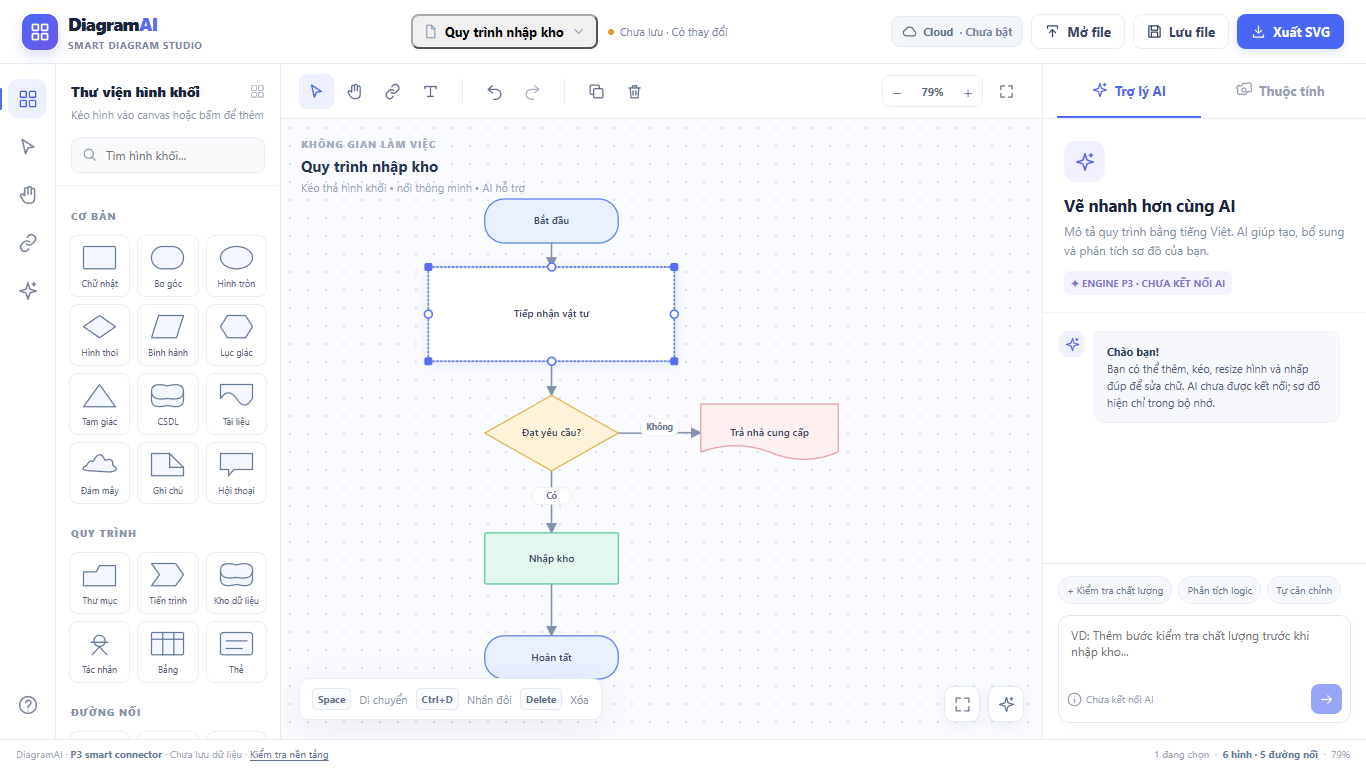 DiagramAI
SMART DIAGRAM STUDIO
Quy trình nhập kho
Chưa lưu · Có thay đổi
Cloud · Chưa bật
Mở file
Lưu file
Xuất SVG
Thư viện hình khối
Kéo hình vào canvas hoặc bấm để thêm
Tìm hình khối...
CƠ BẢN
Chữ nhật
Bo góc
Hình tròn
Hình thoi
Bình hành
Lục giác
Tam giác
CSDL
Tài liệu
Đám mây
Ghi chú
Hội thoại
QUY TRÌNH
Thư mục
Tiến trình
Kho dữ liệu
Tác nhân
Bảng
Thẻ
ĐƯỜNG NỐI
− 79% +
KHÔNG GIAN LÀM VIỆC
Quy trình nhập kho
Kéo thả hình khối • nối thông minh • AI hỗ trợ
Bắt đầu
Tiếp nhận vật tư
Đạt yêu cầu?
Không
Trả nhà cung cấp
Có
Nhập kho
Hoàn tất
Space Di chuyển Ctrl+D Nhân đôi Delete Xóa
Trợ lý AI
Thuộc tính
Vẽ nhanh hơn cùng AI
Mô tả quy trình bằng tiếng Việt. AI giúp tạo, bổ sung
và phân tích sơ đồ của bạn.
✦ ENGINE P3 · CHƯA KẾT NỐI AI
Chào bạn!
Bạn có thể thêm, kéo, resize hình và nhấp
đúp để sửa chữ. AI chưa được kết nối; sơ đồ
hiện chỉ trong bộ nhớ.
+ Kiểm tra chất lượng
Phân tích logic
Tự căn chỉnh
VD: Thêm bước kiểm tra chất lượng trước khi
nhập kho...
Chưa kết nối AI
DiagramAI · P3 smart connector · Chưa lưu dữ liệu · Kiểm tra nền tảng
1 đang chọn · 6 hình · 5 đường nối · 79%